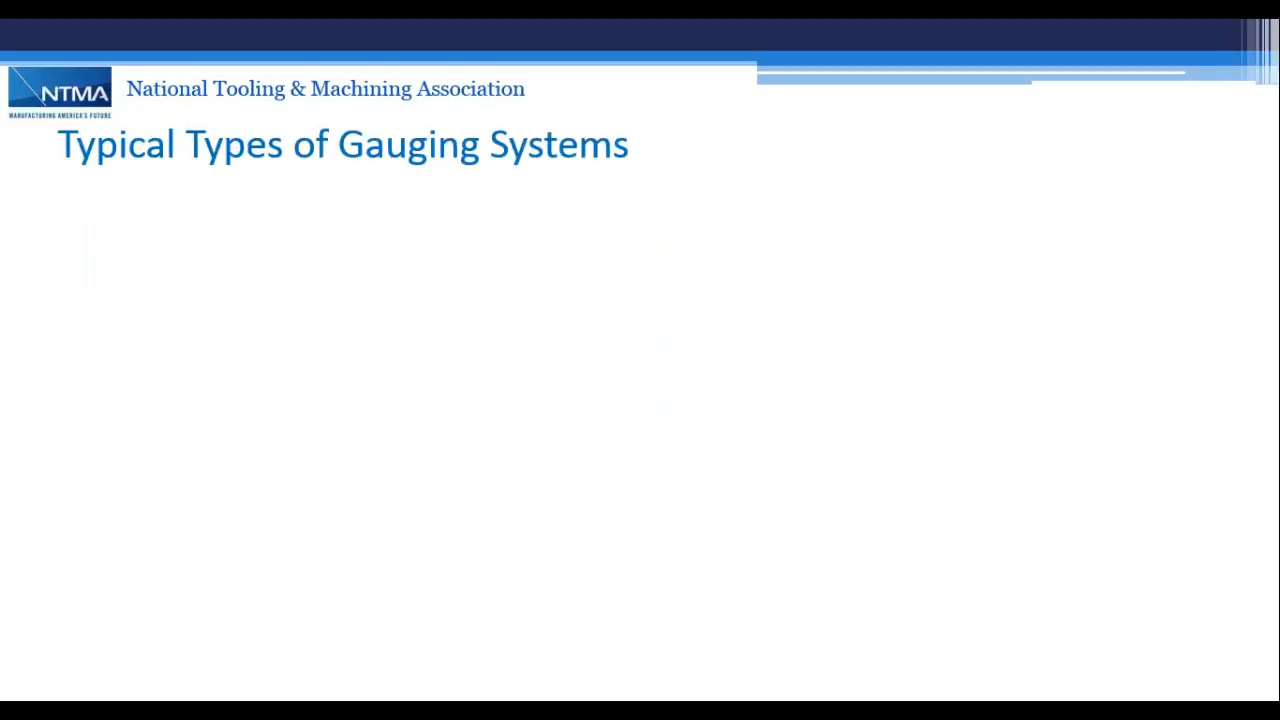 NTMA
MANUFACTURING AMERICA'S FUTURE
National Tooling & Machining Association
Typical Types of Gauging Systems